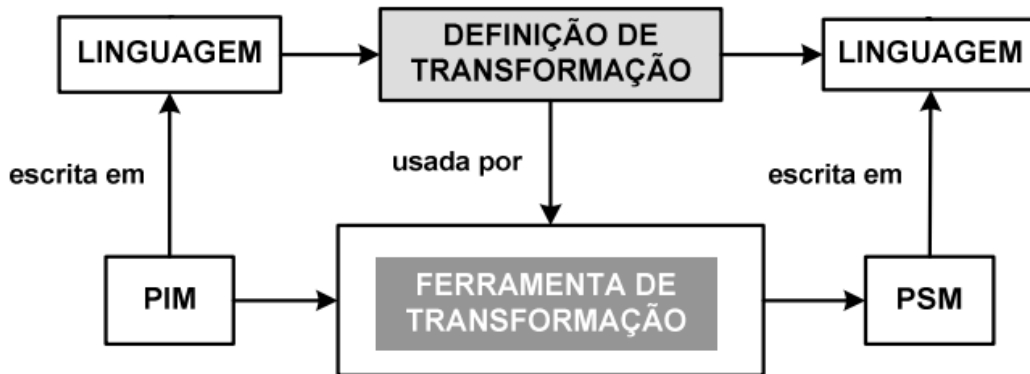 LINGUAGEM
DEFINIÇÃO DE
TRANSFORMAÇÃO
LINGUAGEM
escrita em
usada por
escrita em
PIM
FERRAMENTA DE
TRANSFORMAÇÃO
PSM